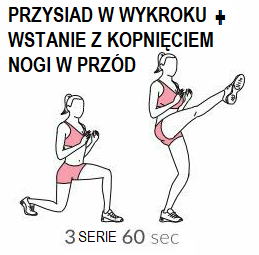 PRZYSIAD W WYKROKU +
WSTANIE Z KOPNIĘCIEM
NOGI W PRZÓD
3 SERIE 60 sec